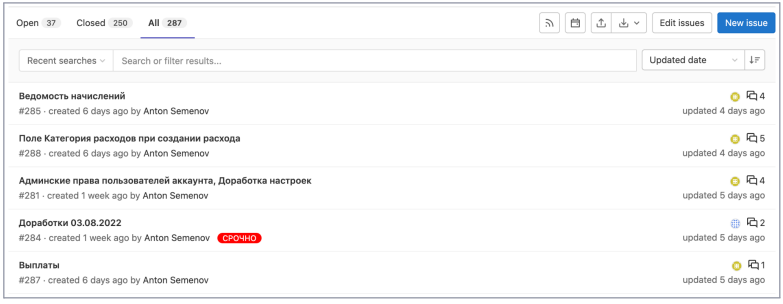 Open 37 Closed 250 All 287 Edit issues New issue
Recent searches Search or filter results... Updated date
Ведомость начислений 4
#285 · created 6 days ago by Anton Semenov updated 4 days ago
Поле Категория расходов при создании расхода 5
#288 · created 6 days ago by Anton Semenov updated 4 days ago
Админские права пользователей аккаунта, Доработка настроек 4
#281 · created 1 week ago by Anton Semenov updated 5 days ago
Доработки 03.08.2022 2
#284 · created 1 week ago by Anton Semenov СРОЧНО updated 5 days ago
Выплаты 1
#287 · created 6 days ago by Anton Semenov updated 5 days ago